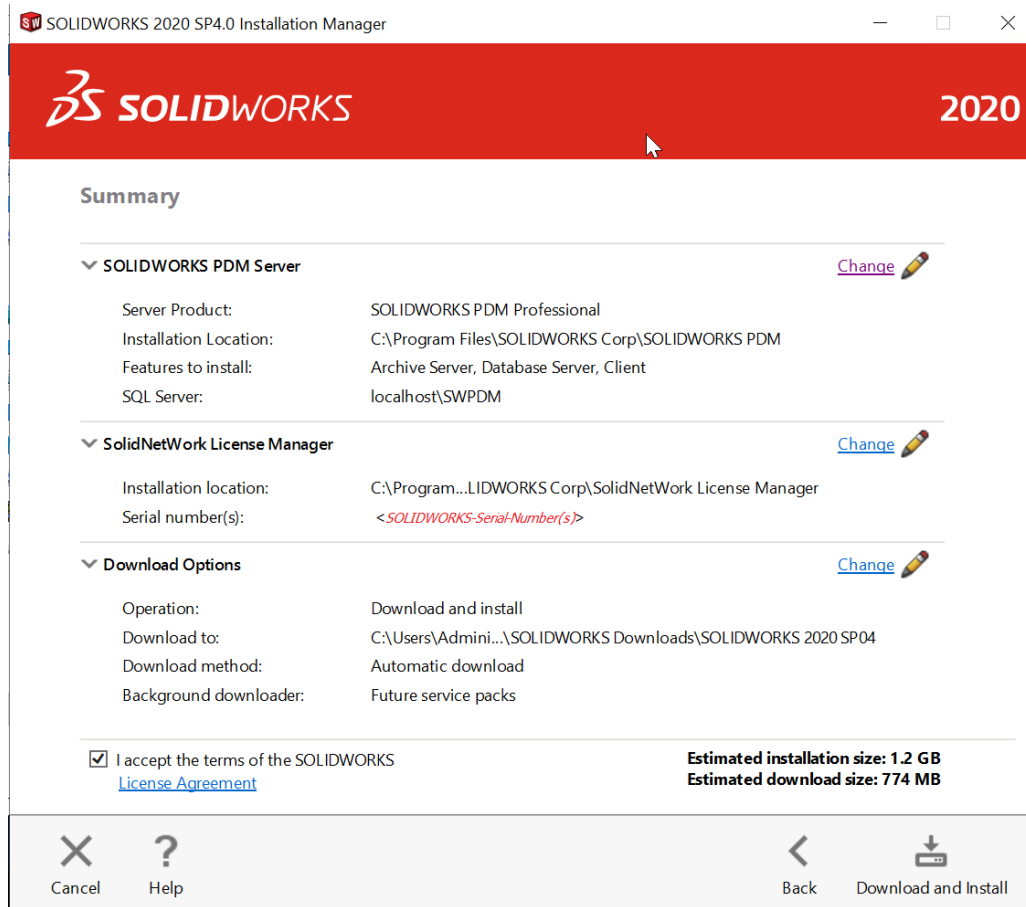 SOLIDWORKS 2020 SP4.0 Installation Manager
SOLIDWORKS 2020
Summary
SOLIDWORKS PDM Server Change
Server Product: SOLIDWORKS PDM Professional
Installation Location: C:\Program Files\SOLIDWORKS Corp\SOLIDWORKS PDM
Features to install: Archive Server, Database Server, Client
SQL Server: localhost\SWPDM
SolidNetWork License Manager Change
Installation location: C:\Program...LIDWORKS Corp\SolidNetWork License Manager
Serial number(s): <SOLIDWORKS-Serial-Number(s)>
Download Options Change
Operation: Download and install
Download to: C:\Users\Admini...\SOLIDWORKS Downloads\SOLIDWORKS 2020 SP04
Download method: Automatic download
Background downloader: Future service packs
I accept the terms of the SOLIDWORKS Estimated installation size: 1.2 GB
License Agreement Estimated download size: 774 MB
Cancel Help Back Download and Install